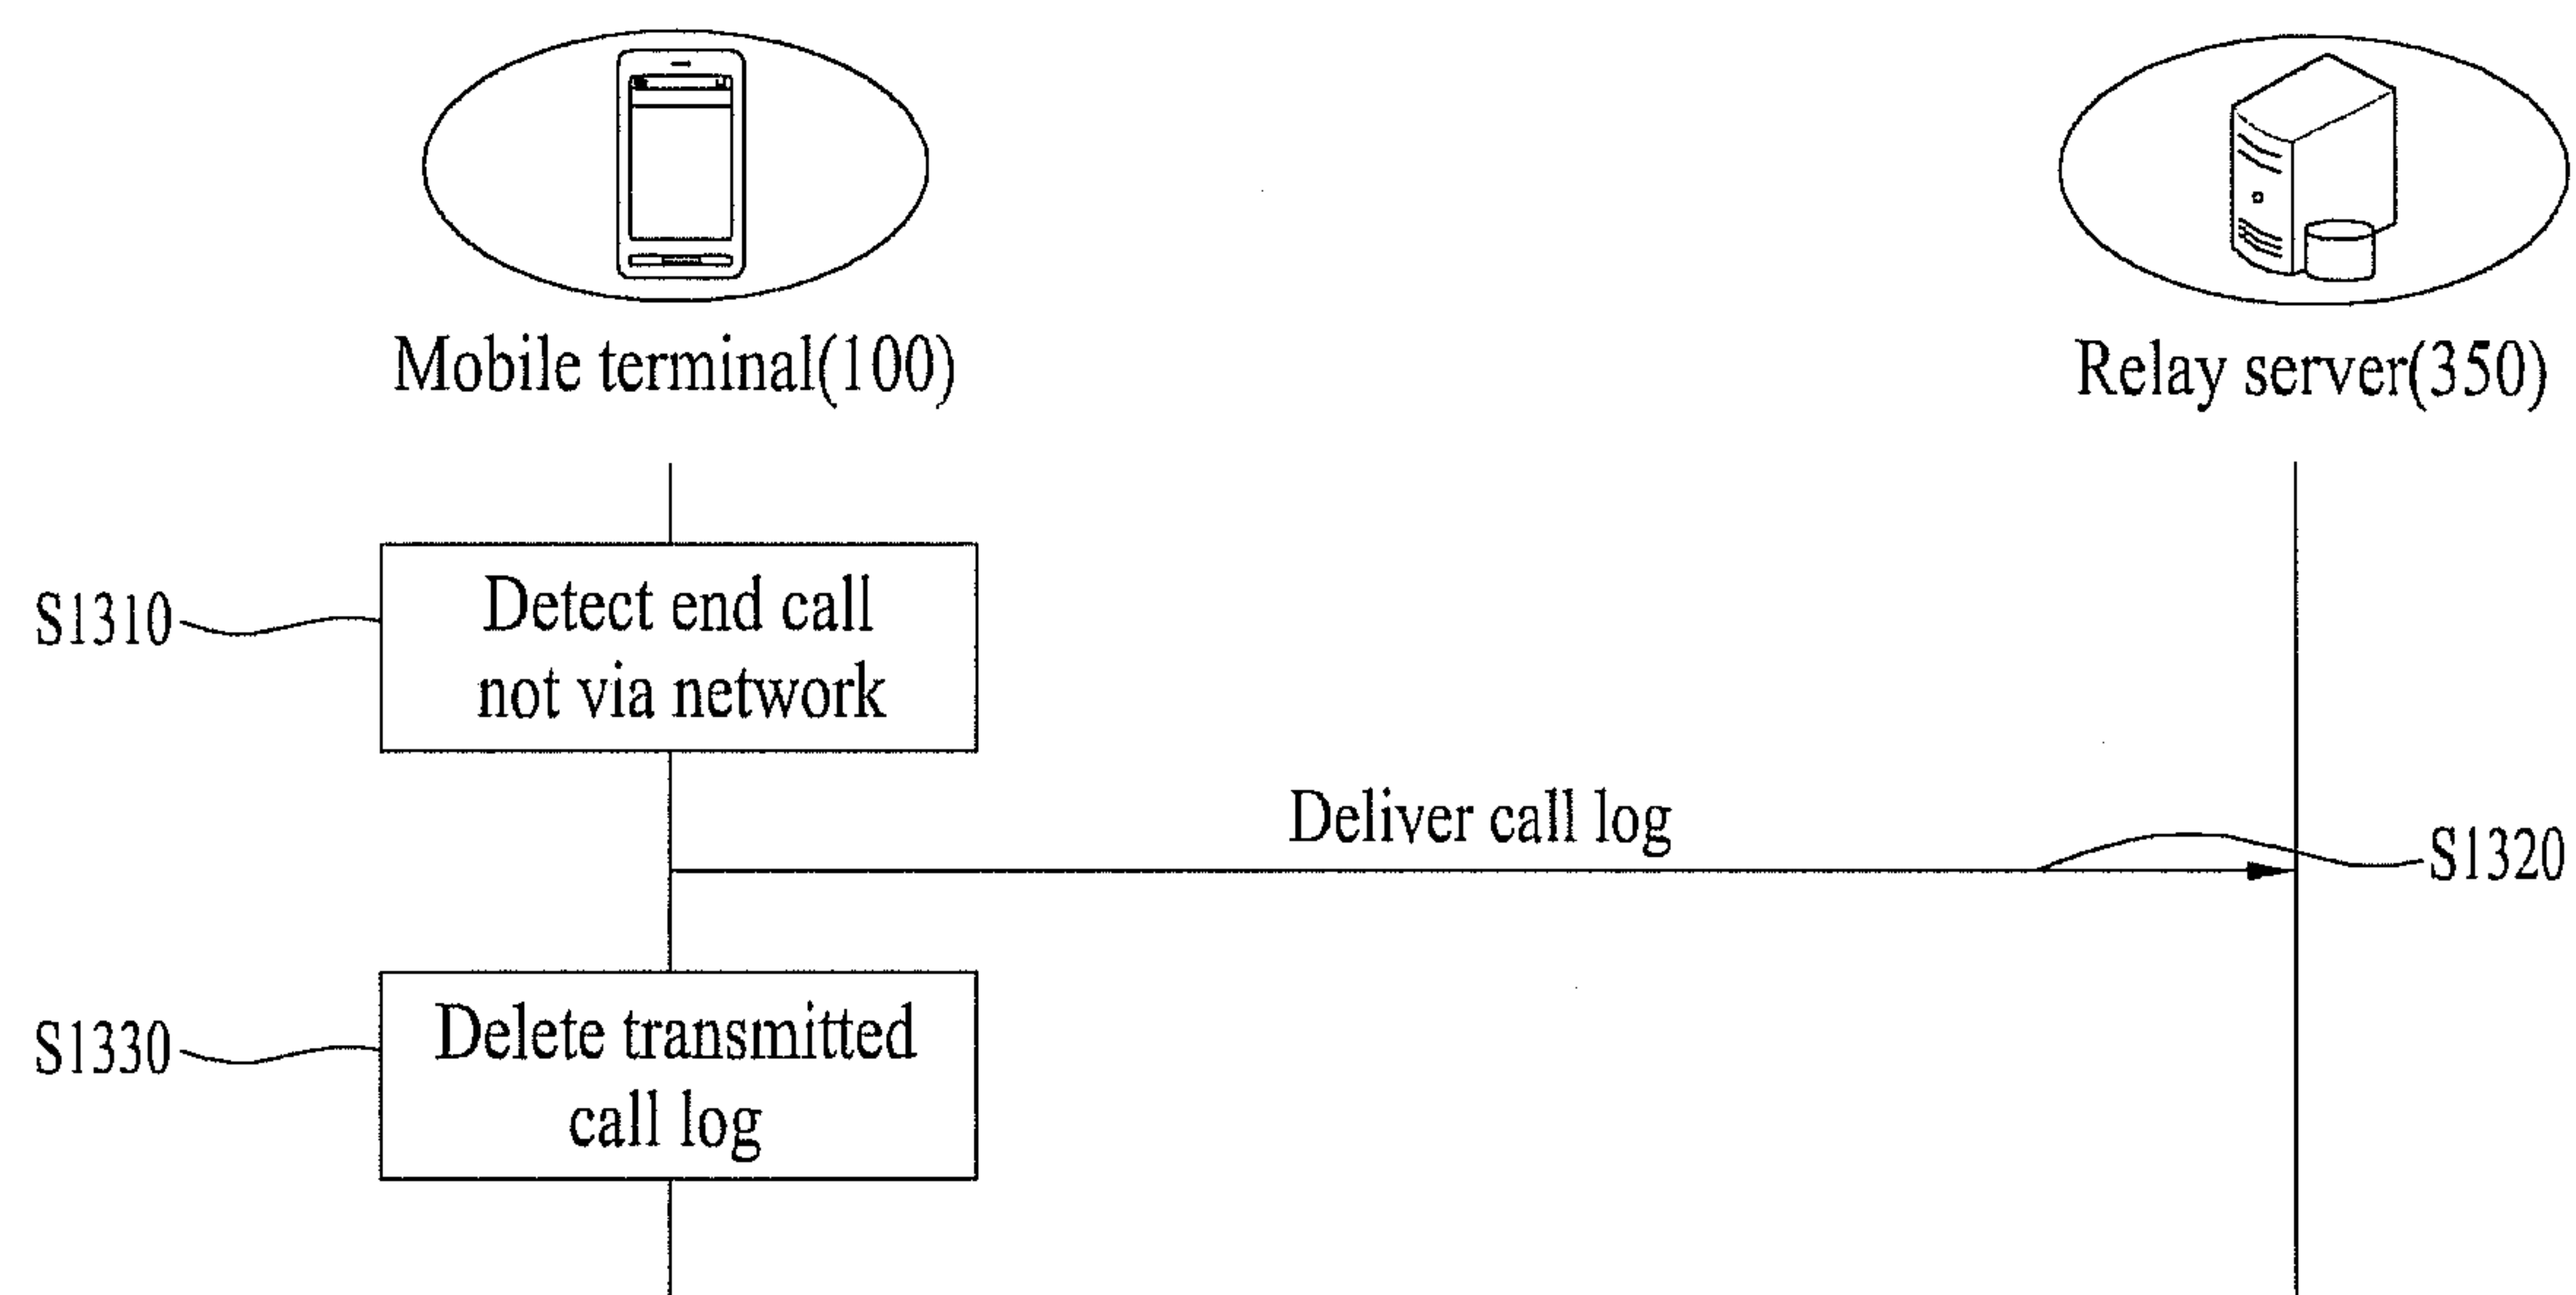 Mobile terminal(100)
Relay server(350)
S1310
Detect end call
not via network
Deliver call log
S1320
S1330
Delete transmitted
call log